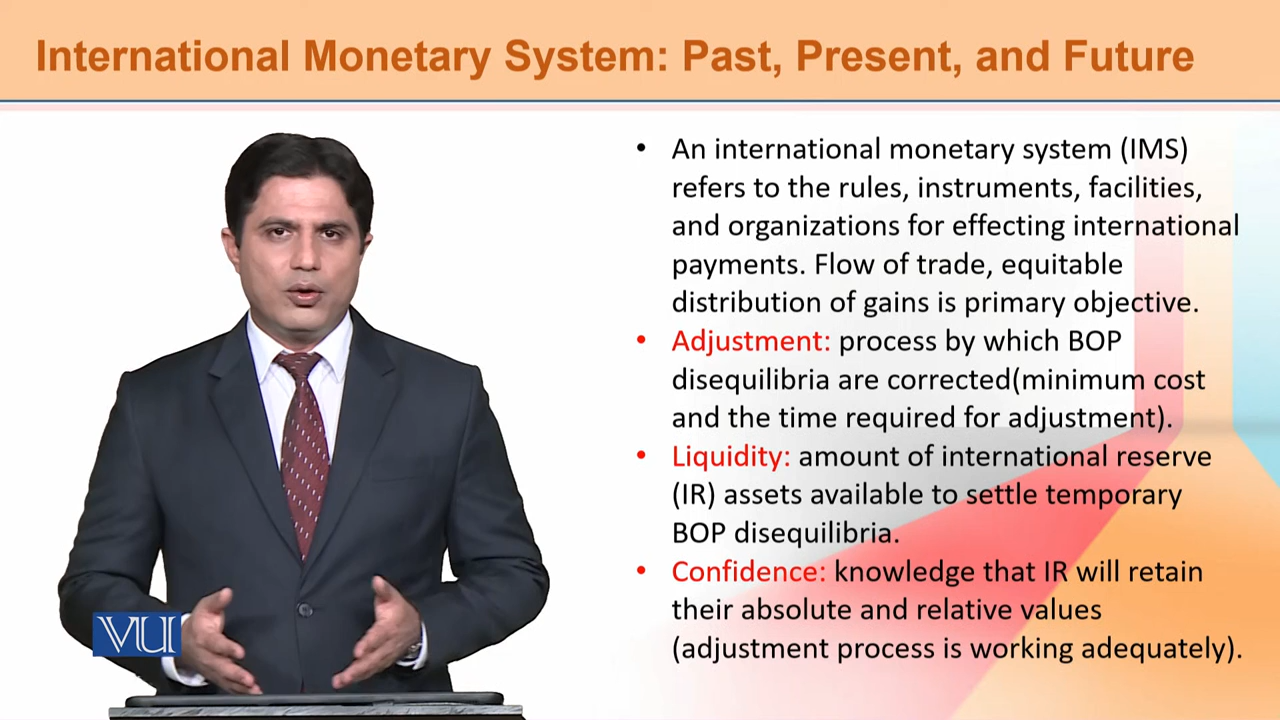 International Monetary System: Past, Present, and Future
• An international monetary system (IMS)
refers to the rules, instruments, facilities,
and organizations for effecting international
payments. Flow of trade, equitable
distribution of gains is primary objective.
• Adjustment: process by which BOP
disequilibria are corrected(minimum cost
and the time required for adjustment).
• Liquidity: amount of international reserve
(IR) assets available to settle temporary
BOP disequilibria.
• Confidence: knowledge that IR will retain
their absolute and relative values
(adjustment process is working adequately).
VU